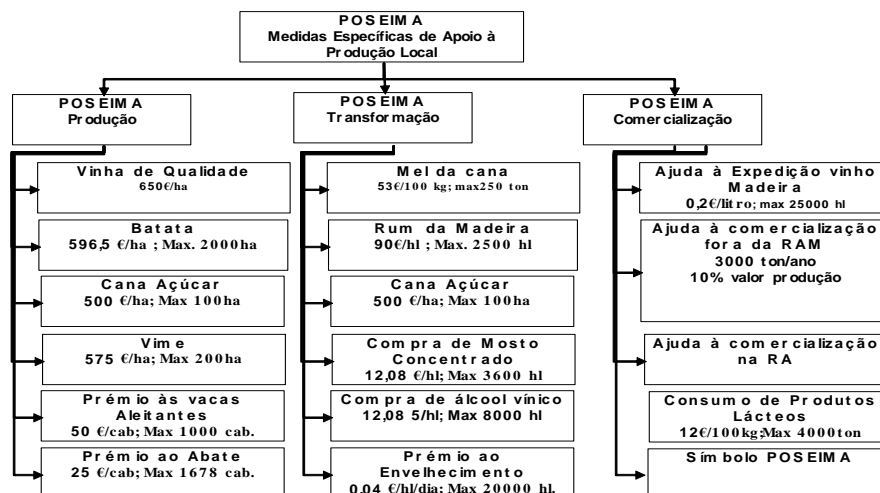 POSEIMA
Medidas Específicas de Apoio à
Produção Local
POSEIMA
Produção
Vinha de Qualidade
650€/ha
Batata
596,5 €/ha ; Max. 2000ha
Cana Açúcar
500 €/ha; Max 100ha
Vime
575 €/ha; Max 200ha
Prémio às vacas
Aleitantes
50 €/cab; Max 1000 cab.
Prémio ao Abate
25 €/cab; Max 1678 cab.
POSEIMA
Transformação
Mel da cana
53€/100 kg; max250 ton
Rum da Madeira
90€/hl ; Max. 2500 hl
Cana Açúcar
500 €/ha; Max 100ha
Compra de Mosto
Concentrado
12,08 €/hl; Max 3600 hl
Compra de álcool vínico
12,08 5/hl; Max 8000 hl
Prémio ao
Envelhecimento
0,04 €/hl/dia; Max 20000 hl.
POSEIMA
Comercialização
Ajuda à Expedição vinho
Madeira
0,2€/litro; max 25000 hl
Ajuda à comercialização
fora da RAM
3000 ton/ano
10% valor produção
Ajuda à comercialização
na RA
Consumo de Produtos
Lácteos
12€/100kg;Max 4000ton
Símbolo POSEIMA